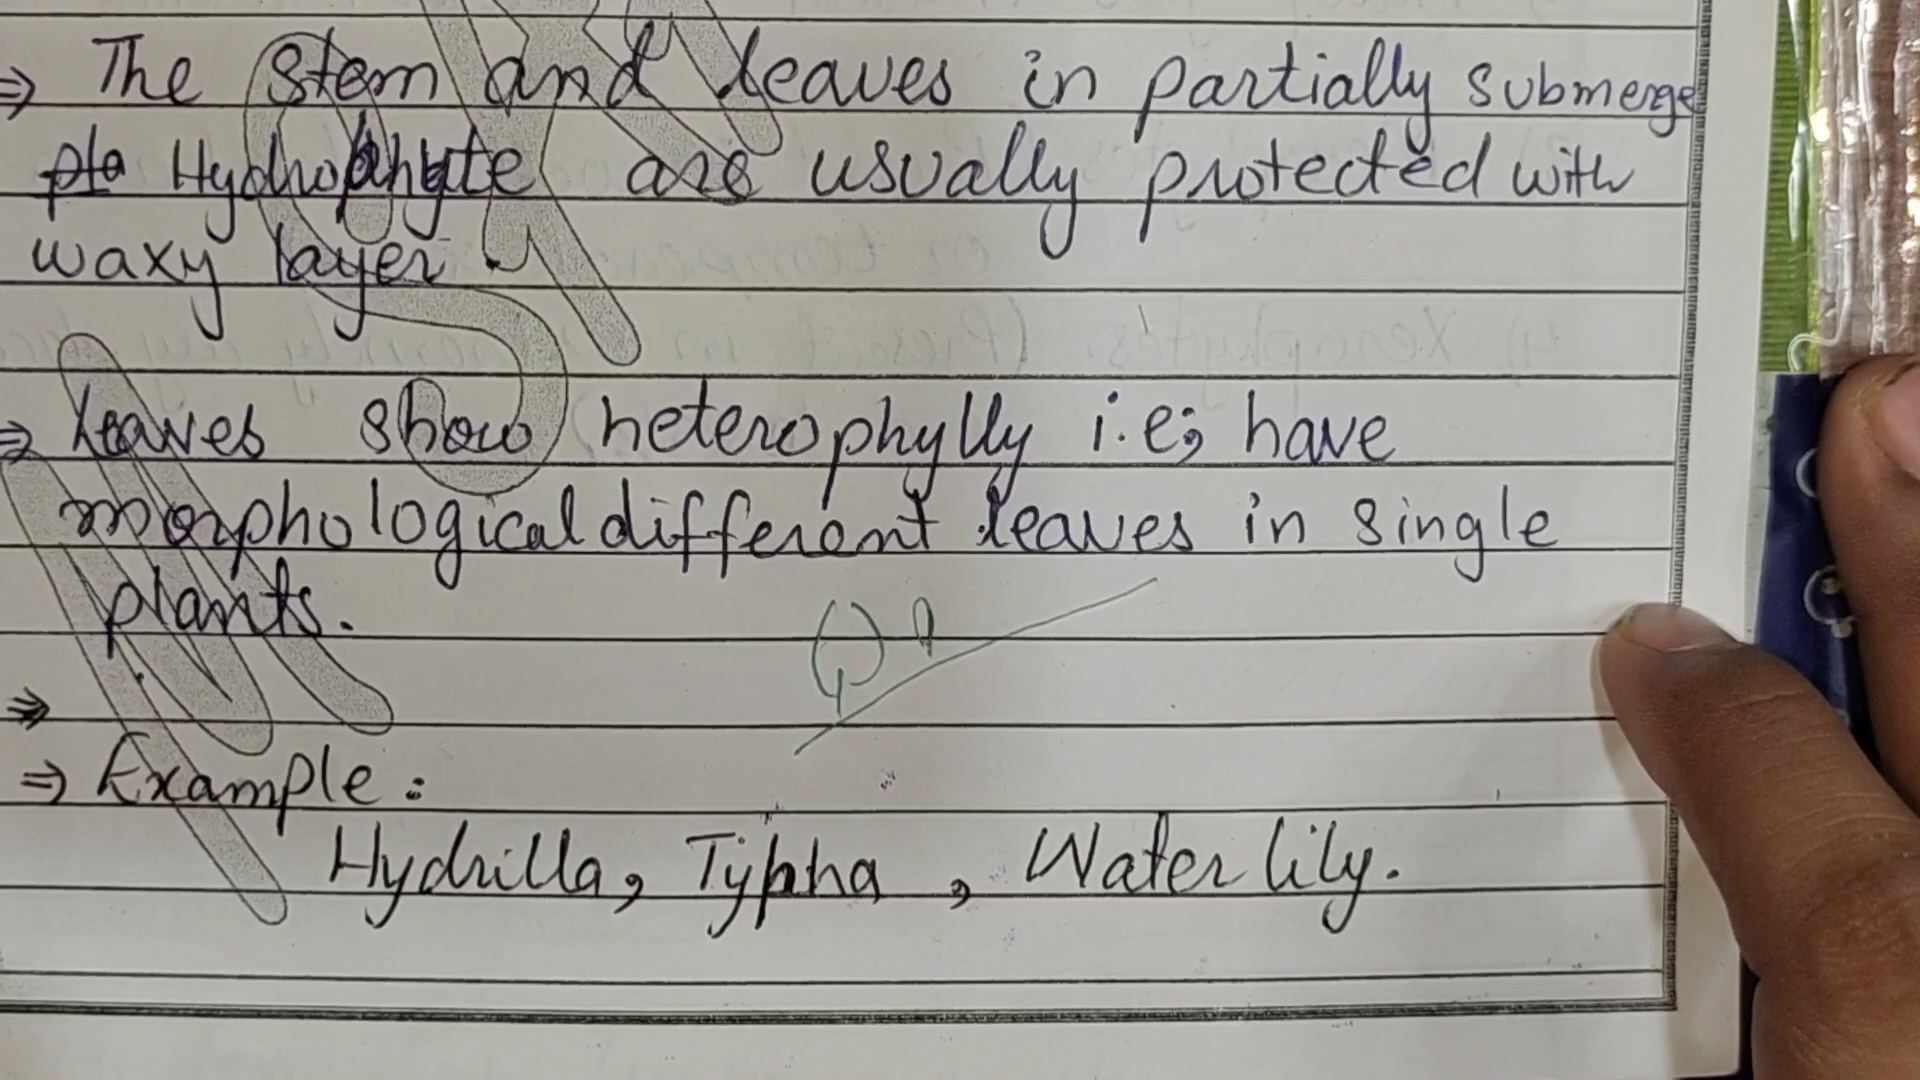 ⇒ The stem and leaves in partially submerge
Hydrophyte are usually protected with
waxy layer.
⇒ Leaves show heterophylly i.e; have
morphological different leaves in single
plants.
⇒
⇒ Example:
Hydrilla, Typha, Water lily.